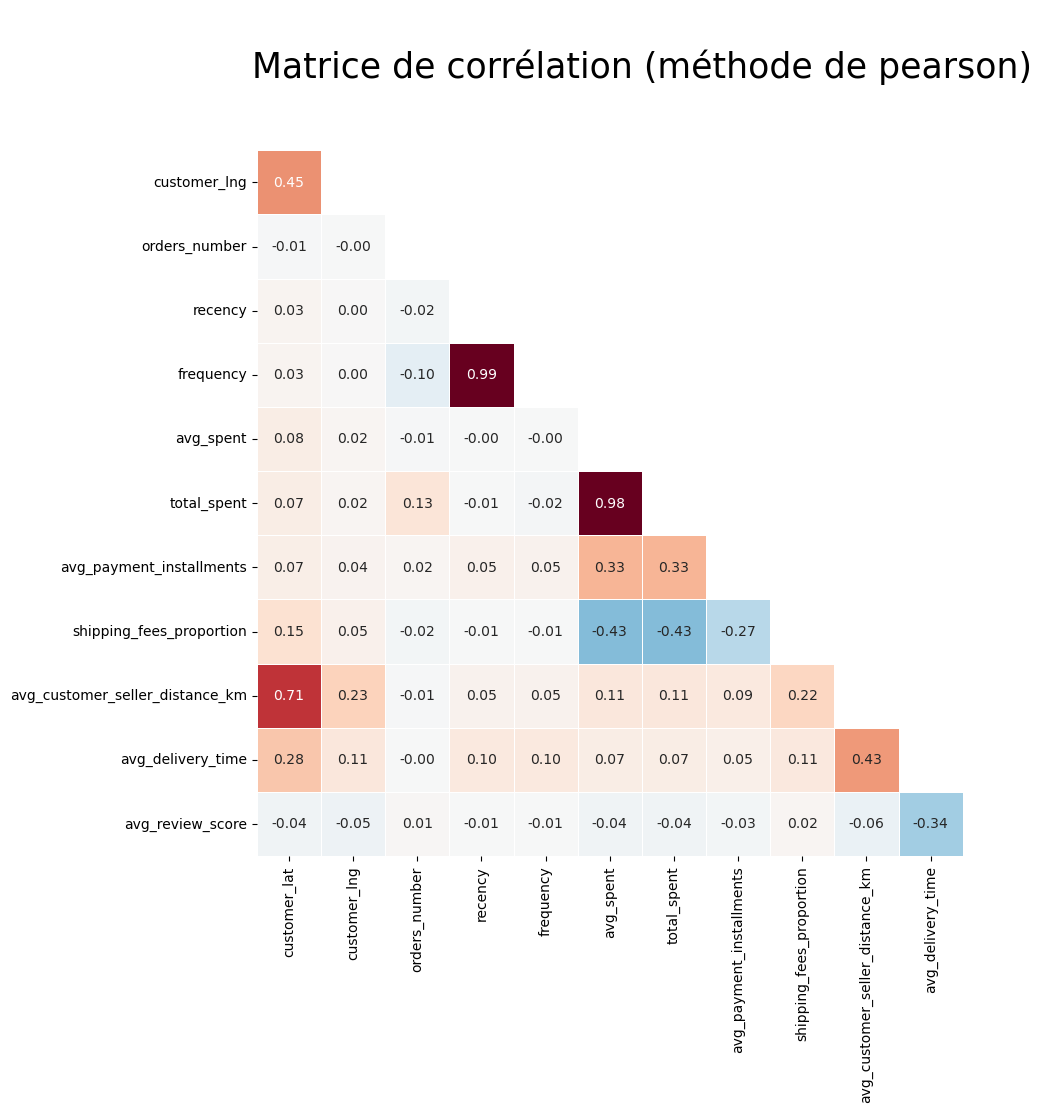 Matrice de corrélation (méthode de pearson)
customer_lng 0.45
orders_number -0.01 -0.00
recency 0.03 0.00 -0.02
frequency 0.03 0.00 -0.10 0.99
avg_spent 0.08 0.02 -0.01 -0.00 -0.00
total_spent 0.07 0.02 0.13 -0.01 -0.02 0.98
avg_payment_installments 0.07 0.04 0.02 0.05 0.05 0.33 0.33
shipping_fees_proportion 0.15 0.05 -0.02 -0.01 -0.01 -0.43 -0.43 -0.27
avg_customer_seller_distance_km 0.71 0.23 -0.01 0.05 0.05 0.11 0.11 0.09 0.22
avg_delivery_time 0.28 0.11 -0.00 0.10 0.10 0.07 0.07 0.05 0.11 0.43
avg_review_score -0.04 -0.05 0.01 -0.01 -0.01 -0.04 -0.04 -0.03 0.02 -0.06 -0.34
customer_lat
customer_lng
orders_number
recency
frequency
avg_spent
total_spent
avg_payment_installments
shipping_fees_proportion
avg_customer_seller_distance_km
avg_delivery_time